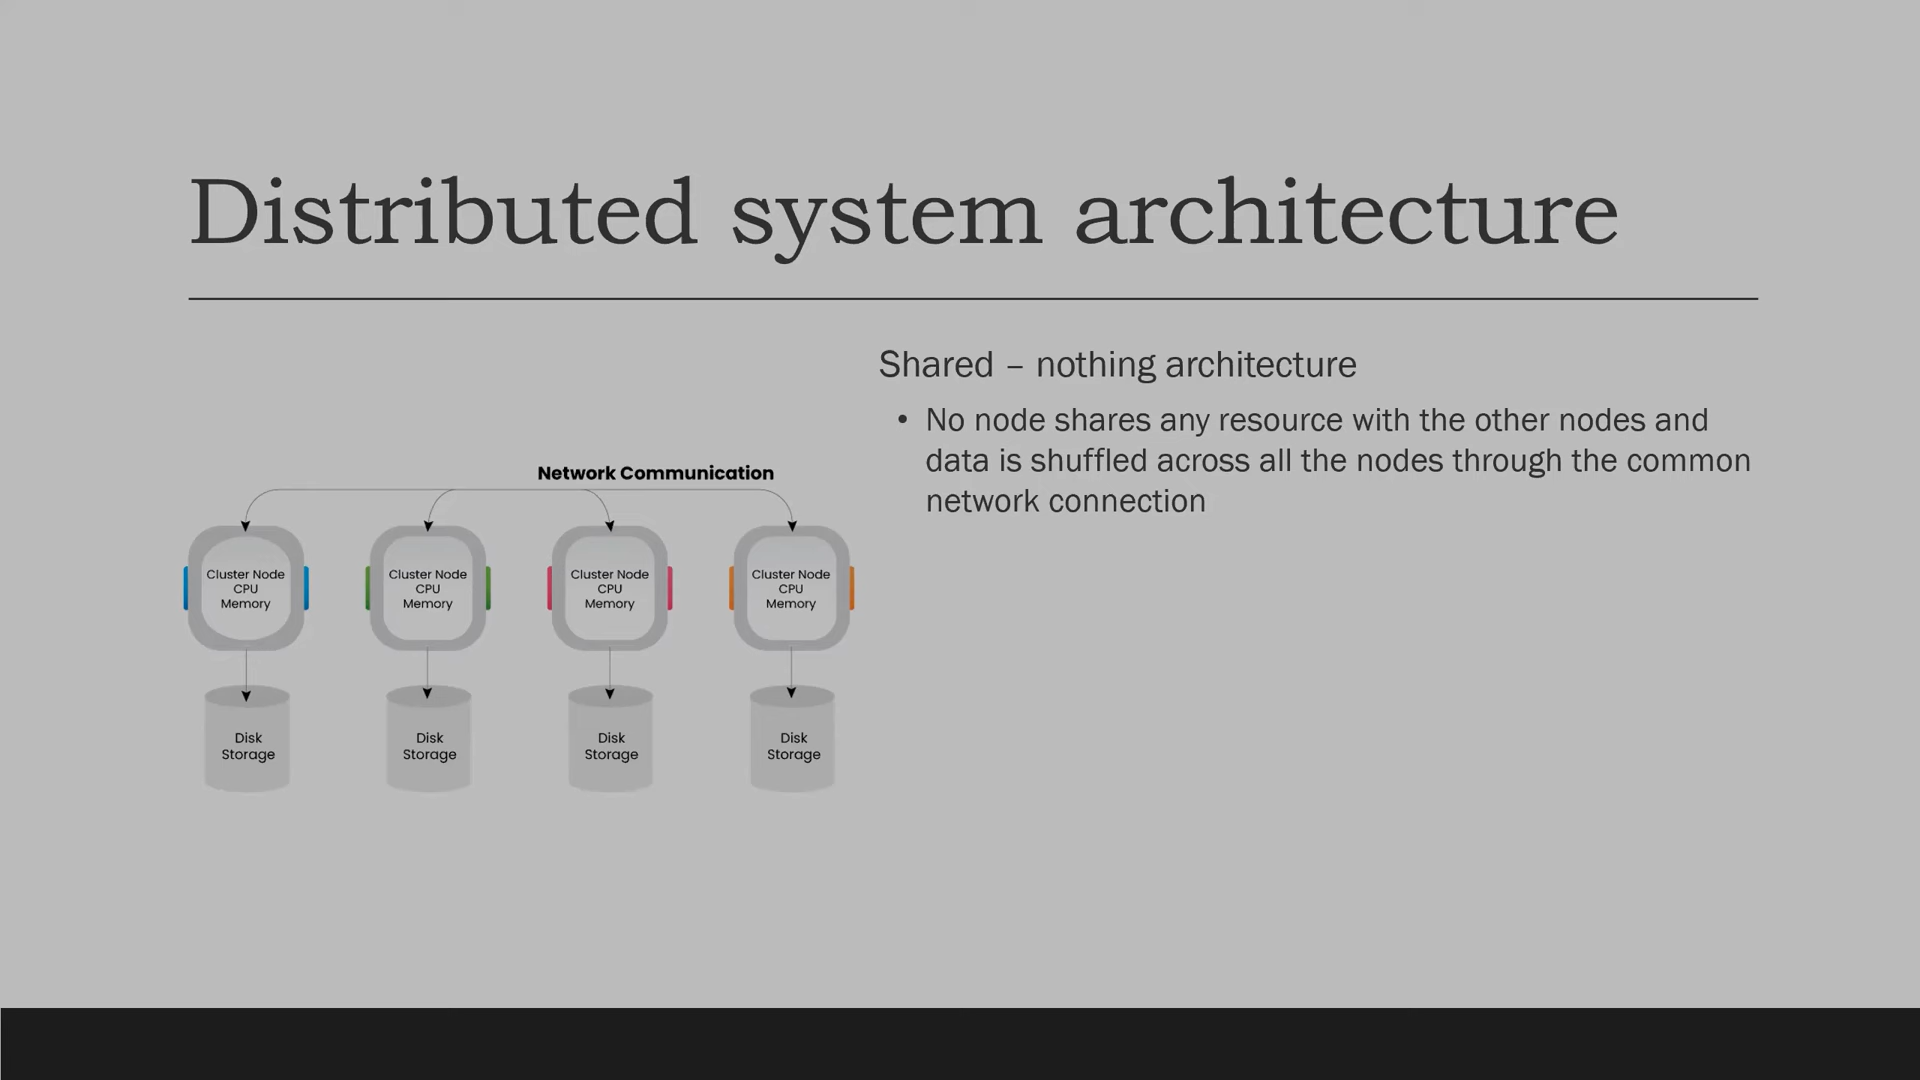 Distributed system architecture
Shared – nothing architecture
• No node shares any resource with the other nodes and
data is shuffled across all the nodes through the common
network connection
Network Communication
Cluster Node
CPU
Memory
Cluster Node
CPU
Memory
Cluster Node
CPU
Memory
Cluster Node
CPU
Memory
Disk
Storage
Disk
Storage
Disk
Storage
Disk
Storage